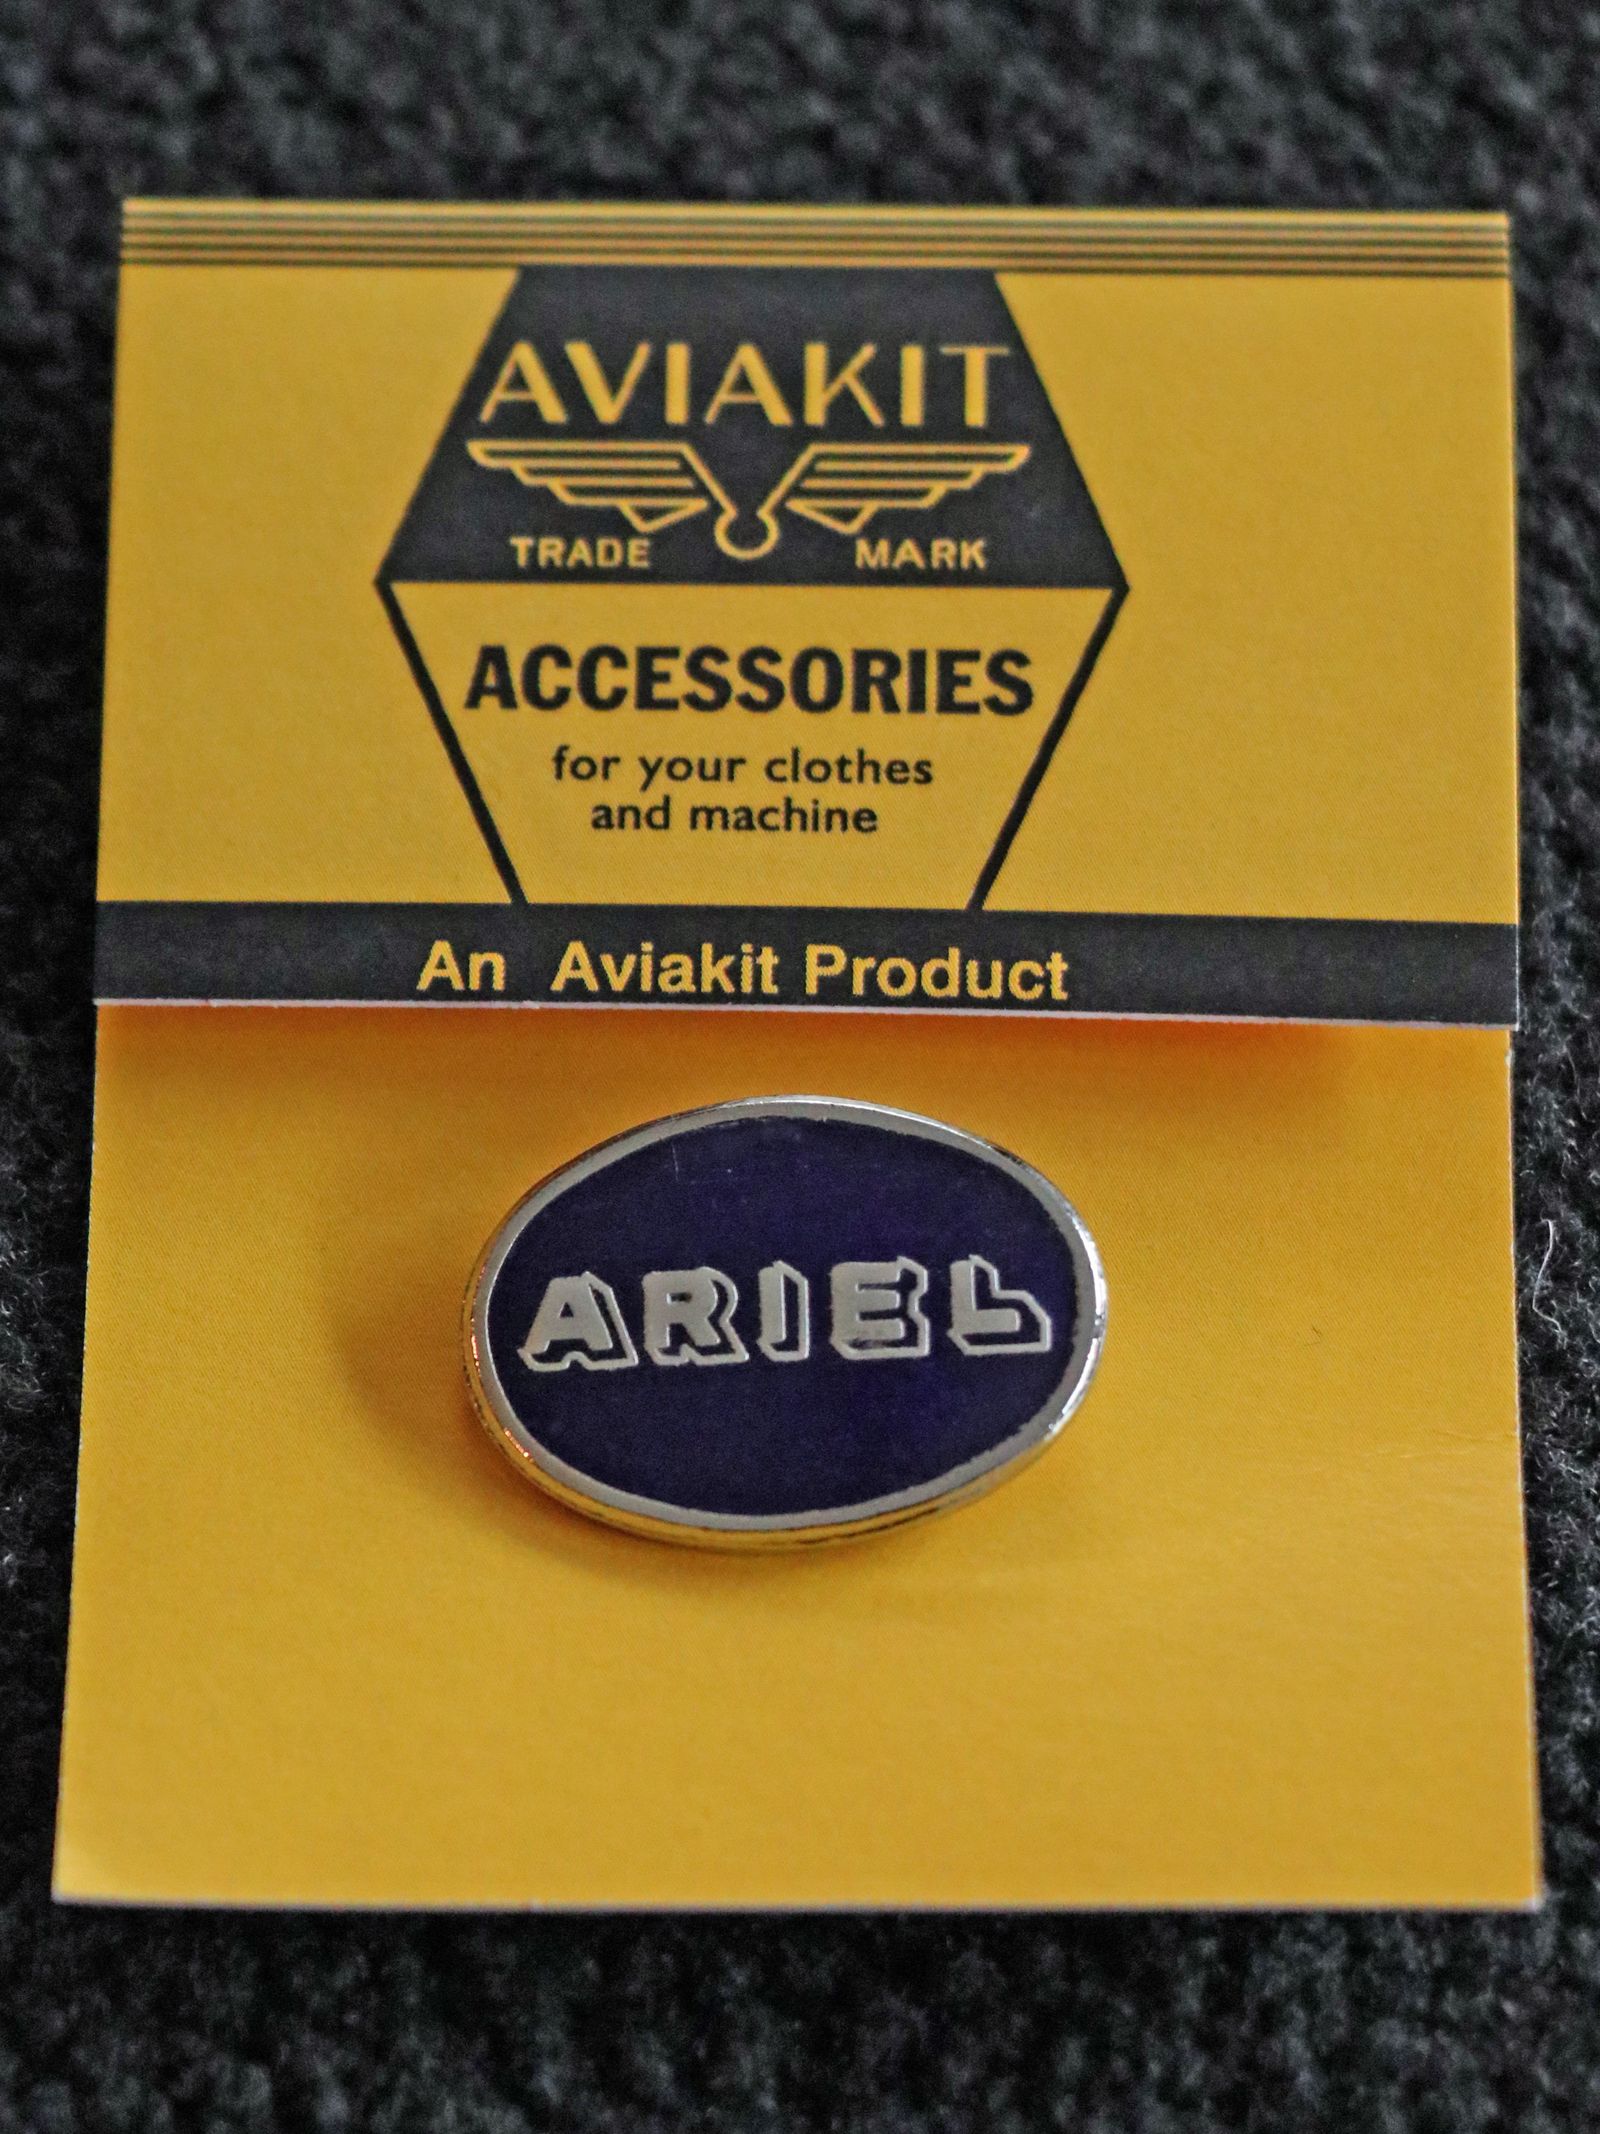 AVIAKIT
TRADE MARK
ACCESSORIES
for your clothes
and machine
An Aviakit Product
ARIEL